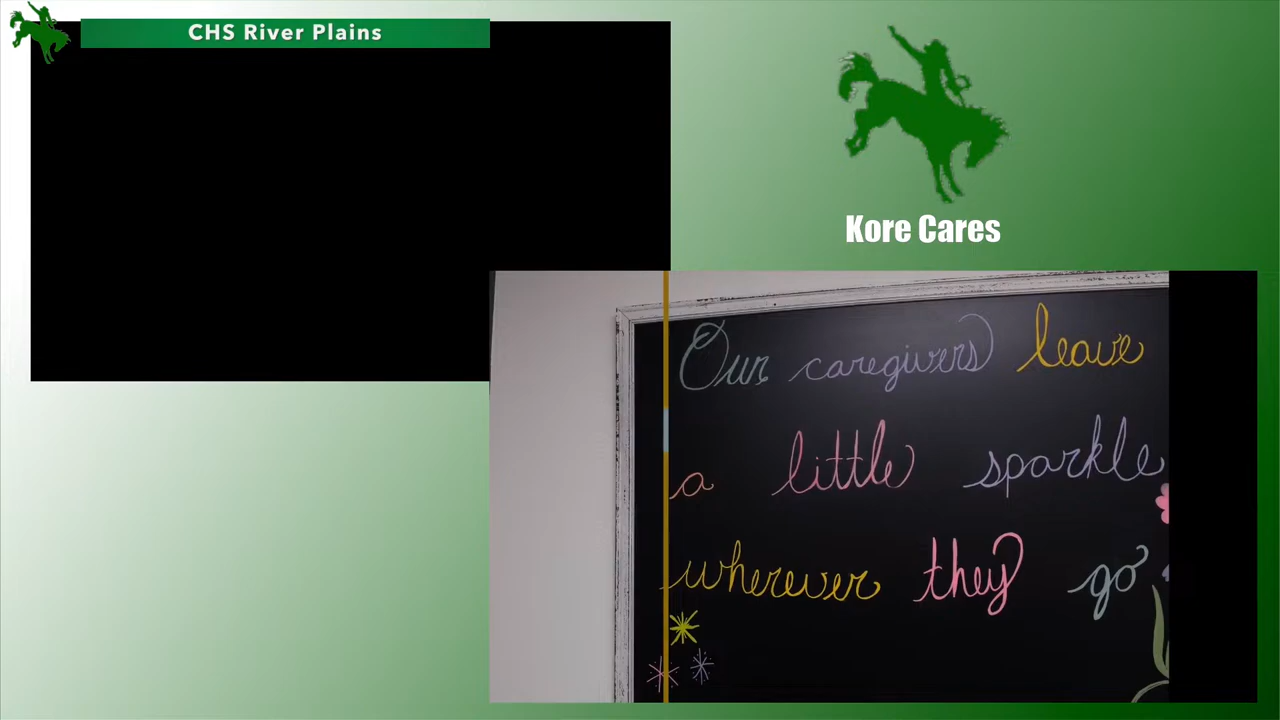 CHS River Plains
Kore Cares
Our caregivers leave
a little sparkle
wherever they go